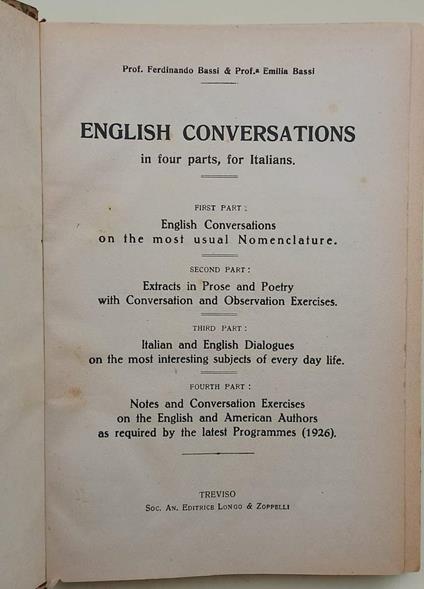 Prof. Ferdinando Bassi & Prof.ª Emilia Bassi
ENGLISH CONVERSATIONS
in four parts, for Italians.
FIRST PART:
English Conversations
on the most usual Nomenclature.
SECOND PART:
Extracts in Prose and Poetry
with Conversation and Observation Exercises.
THIRD PART:
Italian and English Dialogues
on the most interesting subjects of every day life.
FOURTH PART:
Notes and Conversation Exercises
on the English and American Authors
as required by the latest Programmes (1926).
TREVISO
Soc. An. Editrice Longo & Zoppelli